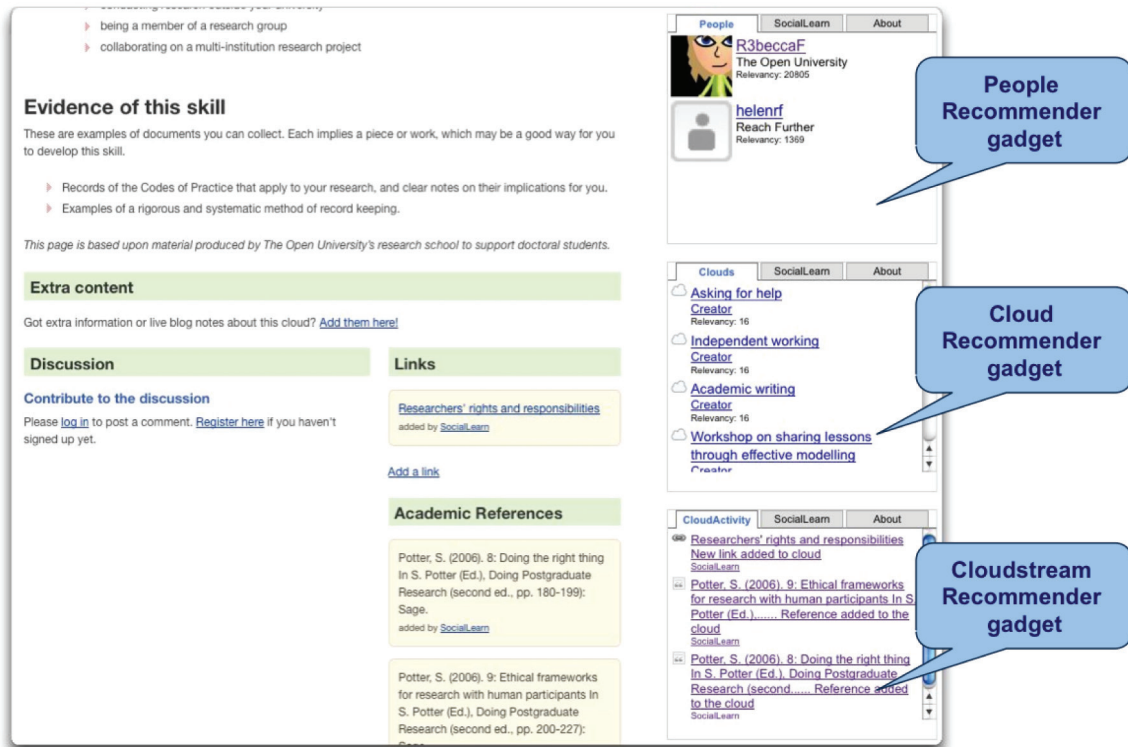 conducting research outside your university
being a member of a research group
collaborating on a multi-institution research project
Evidence of this skill
These are examples of documents you can collect. Each implies a piece or work, which may be a good way for you
to develop this skill.
Records of the Codes of Practice that apply to your research, and clear notes on their implications for you.
Examples of a rigorous and systematic method of record keeping.
This page is based upon material produced by The Open University's research school to support doctoral students.
Extra content
Got extra information or live blog notes about this cloud? Add them here!
Discussion
Contribute to the discussion
Please log in to post a comment. Register here if you haven't
signed up yet.
Links
Researchers' rights and responsibilities
added by SocialLearn
Add a link
Academic References
Potter, S. (2006). 8: Doing the right thing
In S. Potter (Ed.), Doing Postgraduate
Research (second ed., pp. 180-199):
Sage.
added by SocialLearn
Potter, S. (2006). 9: Ethical frameworks
for research with human participants In
S. Potter (Ed.), Doing Postgraduate
Research (second ed., pp. 200-227):
Sage.
People SocialLearn About
R3beccaF
The Open University
Relevancy: 20805
helenrf
Reach Further
Relevancy: 1369
People
Recommender
gadget
Clouds SocialLearn About
Asking for help
Creator
Relevancy: 16
Independent working
Creator
Relevancy: 16
Academic writing
Creator
Relevancy: 16
Workshop on sharing lessons
through effective modelling
Creator
Cloud
Recommender
gadget
CloudActivity SocialLearn About
Researchers' rights and responsibilities
New link added to cloud
SocialLearn
Potter, S. (2006). 9: Ethical frameworks
for research with human participants In S.
Potter (Ed.),...... Reference added to the
cloud
SocialLearn
Potter, S. (2006). 8: Doing the right thing
In S. Potter (Ed.), Doing Postgraduate
Research (second...... Reference added
to the cloud
SocialLearn
Cloudstream
Recommender
gadget